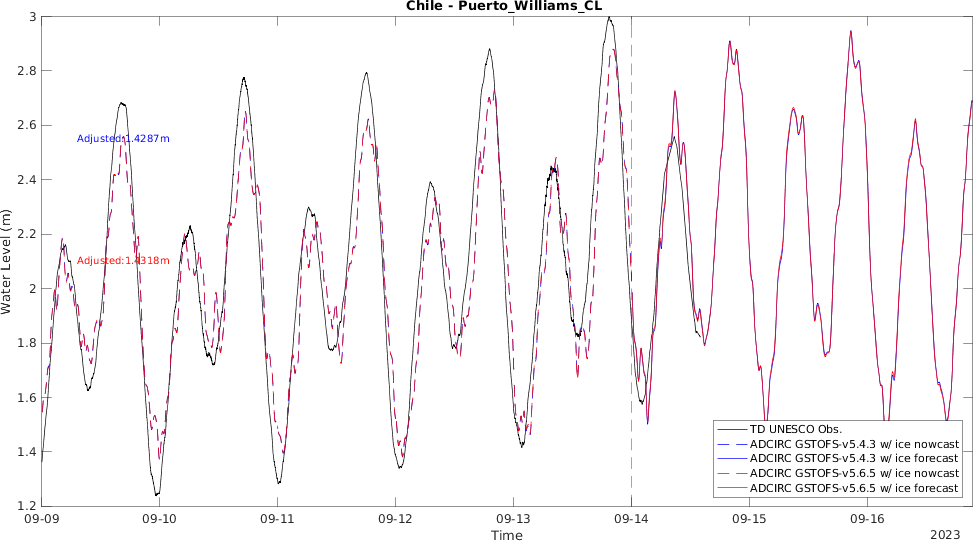 Chile - Puerto_Williams_CL
Water Level (m)
3
2.8
2.6
2.4
2.2
2
1.8
1.6
1.4
1.2
Adjusted:1.4287m
Adjusted:1.4318m
TD UNESCO Obs.
ADCIRC GSTOFS-v5.4.3 w/ ice nowcast
ADCIRC GSTOFS-v5.4.3 w/ ice forecast
ADCIRC GSTOFS-v5.6.5 w/ ice nowcast
ADCIRC GSTOFS-v5.6.5 w/ ice forecast
09-09 09-10 09-11 09-12 09-13 09-14 09-15 09-16
Time
2023